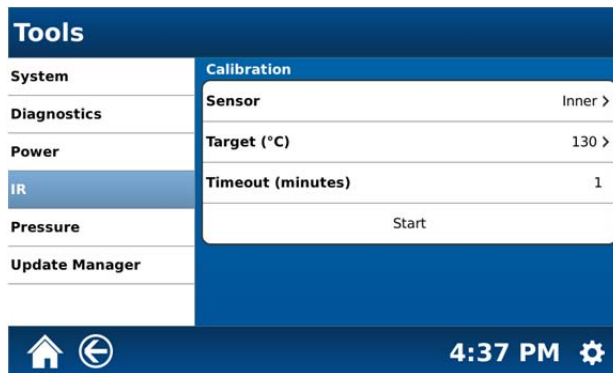 Tools
System
Diagnostics
Power
IR
Pressure
Update Manager
Calibration
Sensor Inner >
Target (°C) 130 >
Timeout (minutes) 1
Start
4:37 PM